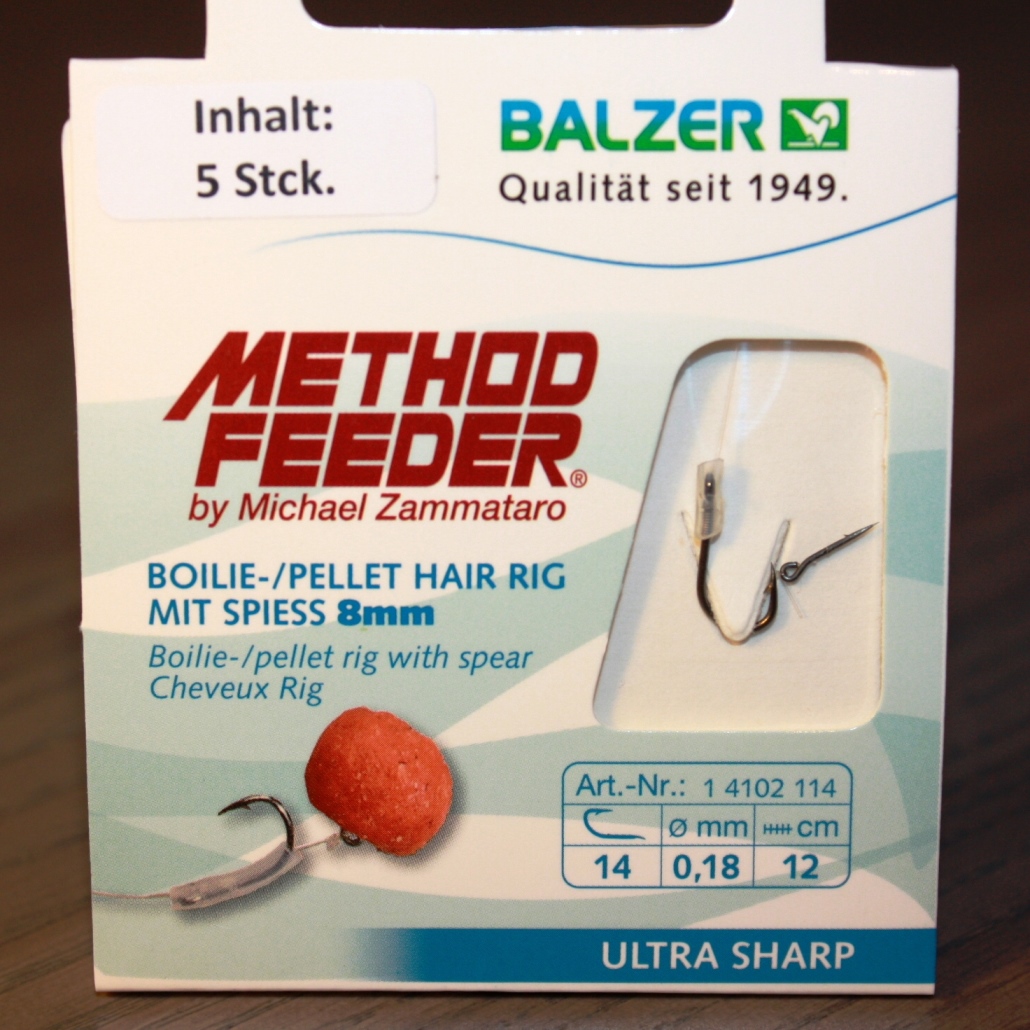 Inhalt:
5 Stck.
BALZER
Qualität seit 1949.
METHOD
FEEDER®
by Michael Zammataro
BOILIE-/PELLET HAIR RIG
MIT SPIESS 8mm
Boilie-/pellet rig with spear
Cheveux Rig
Art.-Nr.: 1 4102 114
Ø mm cm
14 0,18 12
ULTRA SHARP